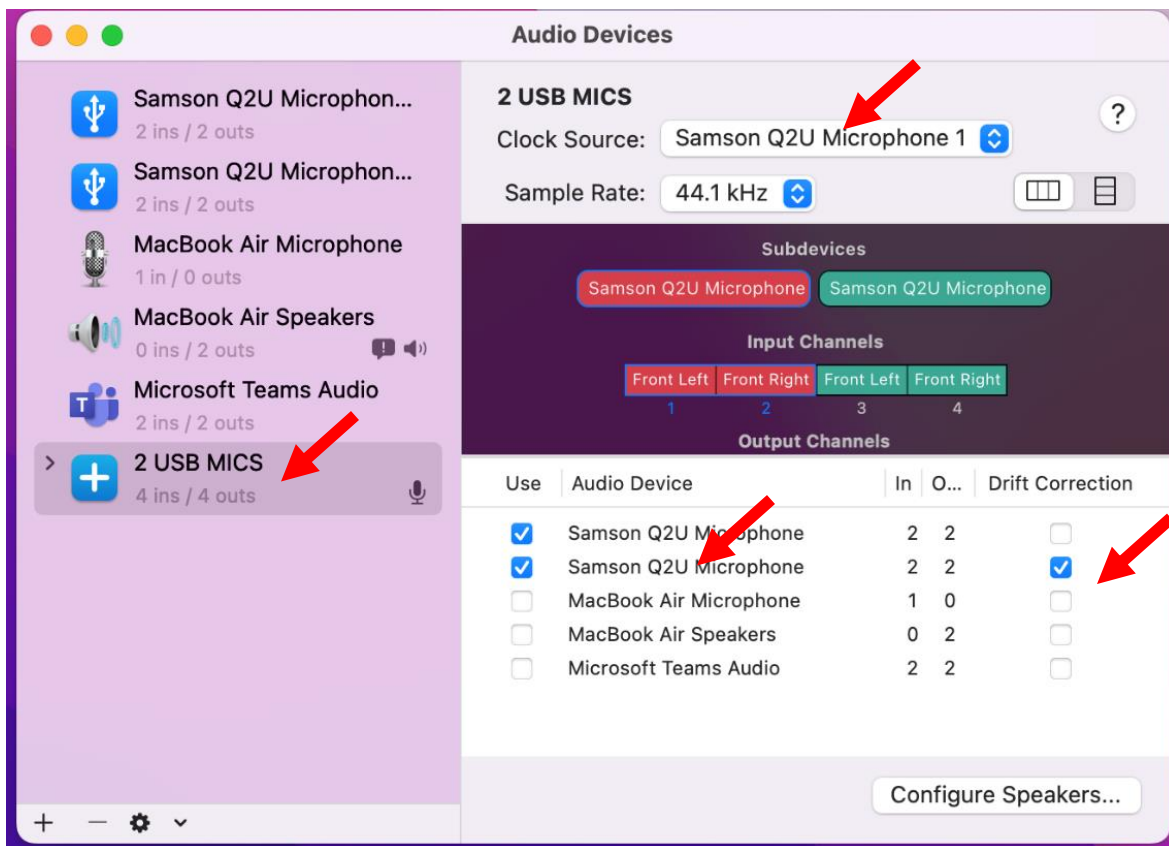 Audio Devices
Samson Q2U Microphon...
2 ins / 2 outs
Samson Q2U Microphon...
2 ins / 2 outs
MacBook Air Microphone
1 in / 0 outs
MacBook Air Speakers
0 ins / 2 outs
Microsoft Teams Audio
2 ins / 2 outs
2 USB MICS
4 ins / 4 outs
2 USB MICS
?
Clock Source: Samson Q2U Microphone 1
Sample Rate: 44.1 kHz
Subdevices
Samson Q2U Microphone Samson Q2U Microphone
Input Channels
Front Left Front Right Front Left Front Right
1 2 3 4
Output Channels
Use Audio Device In O... Drift Correction
Samson Q2U Microphone 2 2
Samson Q2U Microphone 2 2
MacBook Air Microphone 1 0
MacBook Air Speakers 0 2
Microsoft Teams Audio 2 2
Configure Speakers...